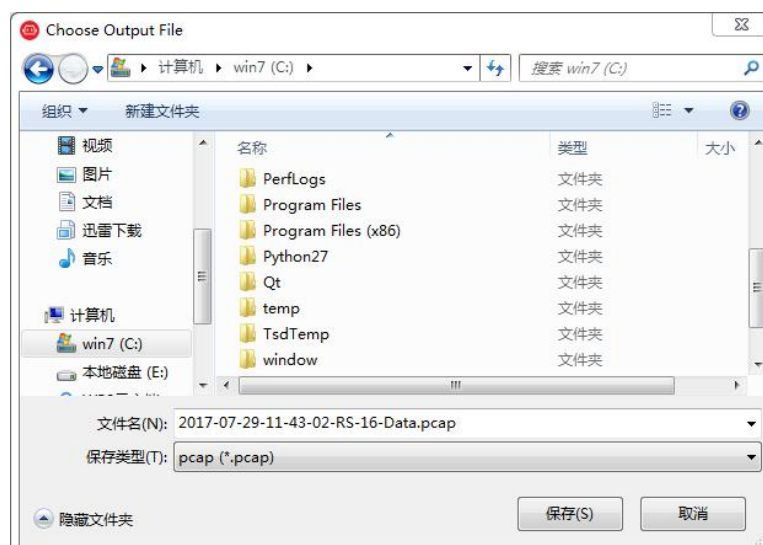 Choose Output File
计算机 win7 (C:)
搜索 win7 (C:)
组织 新建文件夹
视频
图片
文档
迅雷下载
音乐
计算机
win7 (C:)
本地磁盘 (E:)
名称 类型 大小
PerfLogs 文件夹
Program Files 文件夹
Program Files (x86) 文件夹
Python27 文件夹
Qt 文件夹
temp 文件夹
TsdTemp 文件夹
window 文件夹
文件名(N): 2017-07-29-11-43-02-RS-16-Data.pcap
保存类型(T): pcap (*.pcap)
隐藏文件夹 保存(S) 取消